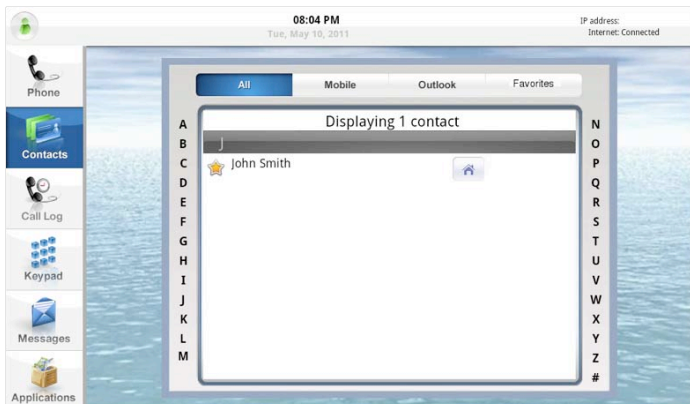 08:04 PM
Tue, May 10, 2011
IP address:
Internet: Connected
Phone
Contacts
Call Log
Keypad
Messages
Applications
All
Mobile
Outlook
Favorites
Displaying 1 contact
J
John Smith
A
B
C
D
E
F
G
H
I
J
K
L
M
N
O
P
Q
R
S
T
U
V
W
X
Y
Z
#